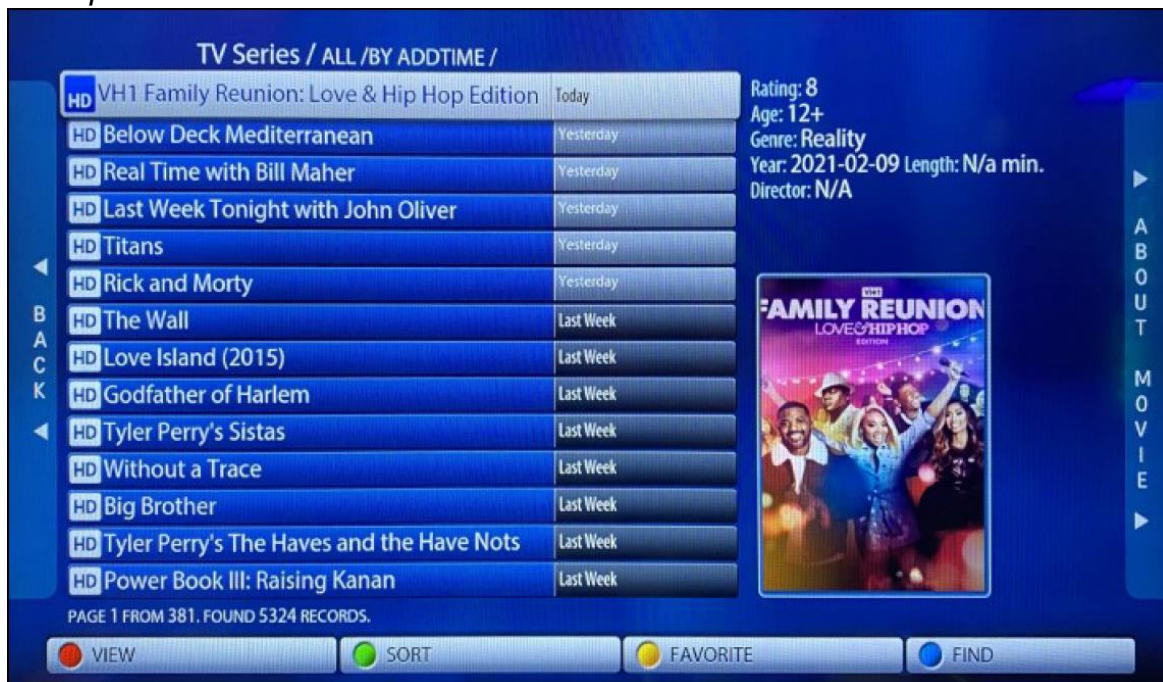 TV Series / ALL /BY ADDTIME /
HD VH1 Family Reunion: Love & Hip Hop Edition Today
HD Below Deck Mediterranean Yesterday
HD Real Time with Bill Maher Yesterday
HD Last Week Tonight with John Oliver Yesterday
HD Titans Yesterday
HD Rick and Morty Yesterday
HD The Wall Last Week
HD Love Island (2015) Last Week
HD Godfather of Harlem Last Week
HD Tyler Perry's Sistas Last Week
HD Without a Trace Last Week
HD Big Brother Last Week
HD Tyler Perry's The Haves and the Have Nots Last Week
HD Power Book III: Raising Kanan Last Week
PAGE 1 FROM 381. FOUND 5324 RECORDS.
Rating: 8
Age: 12+
Genre: Reality
Year: 2021-02-09 Length: N/a min.
Director: N/A
VH1
FAMILY REUNION
LOVE & HIP HOP
EDITION
BACK
ABOUT MOVIE
VIEW SORT FAVORITE FIND